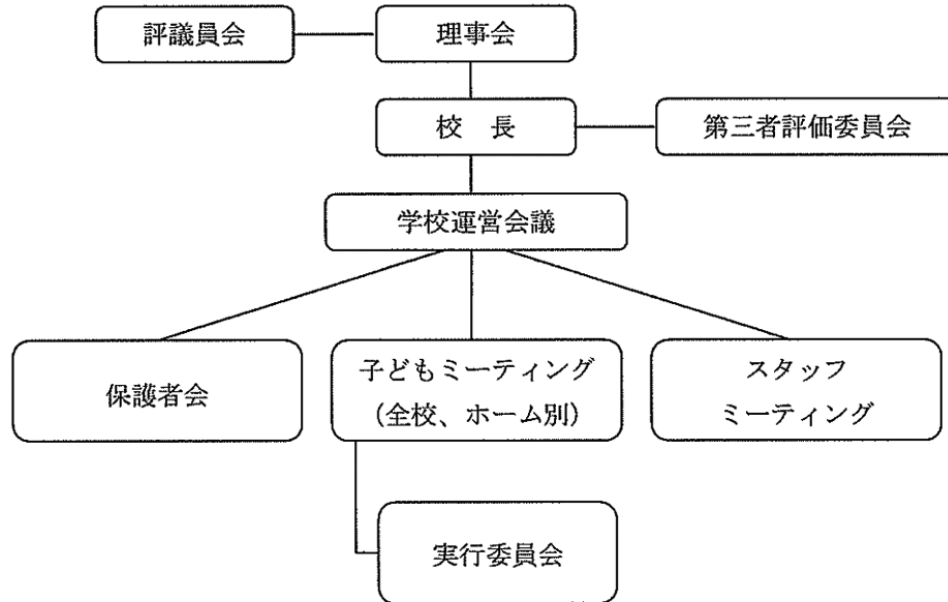 評議員会
理事会
校　長
第三者評価委員会
学校運営会議
保護者会
子どもミーティング
（全校、ホーム別）
スタッフ
ミーティング
実行委員会